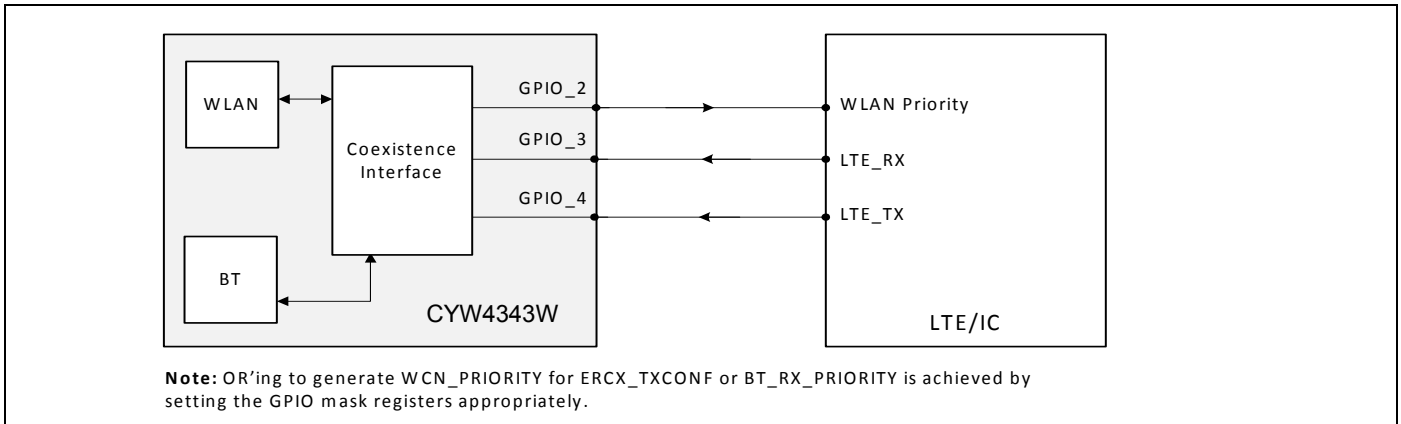 WLAN
BT
Coexistence
Interface
GPIO_2
GPIO_3
GPIO_4
CYW4343W
WLAN Priority
LTE_RX
LTE_TX
LTE/IC
Note: OR'ing to generate WCN_PRIORITY for ERCX_TXCONF or BT_RX_PRIORITY is achieved by
setting the GPIO mask registers appropriately.